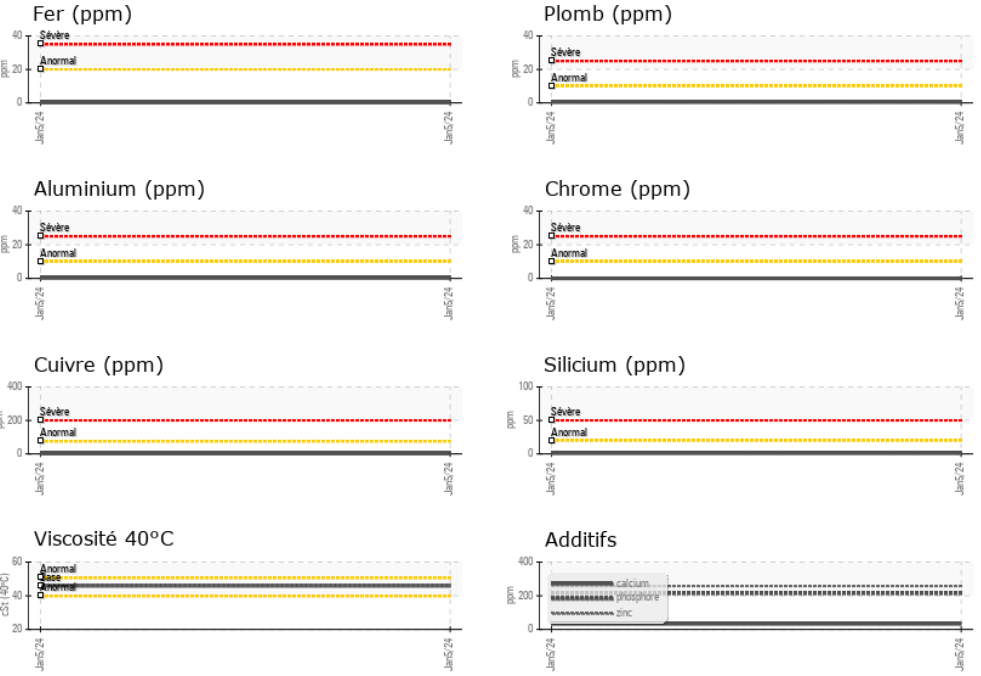 Fer (ppm)
40
20
0
ppm
Sévère
Anormal
Jan5/24
Jan5/24
Plomb (ppm)
40
20
0
ppm
Sévère
Anormal
Jan5/24
Jan5/24
Aluminium (ppm)
40
20
0
ppm
Sévère
Anormal
Jan5/24
Jan5/24
Chrome (ppm)
40
20
0
ppm
Sévère
Anormal
Jan5/24
Jan5/24
Cuivre (ppm)
400
200
0
ppm
Sévère
Anormal
Jan5/24
Jan5/24
Silicium (ppm)
100
50
0
ppm
Sévère
Anormal
Jan5/24
Jan5/24
Viscosité 40°C
60
40
20
cSt (40°C)
Anormal
Base
Anormal
Jan5/24
Jan5/24
Additifs
400
200
0
ppm
calcium
phosphore
zinc
Jan5/24
Jan5/24